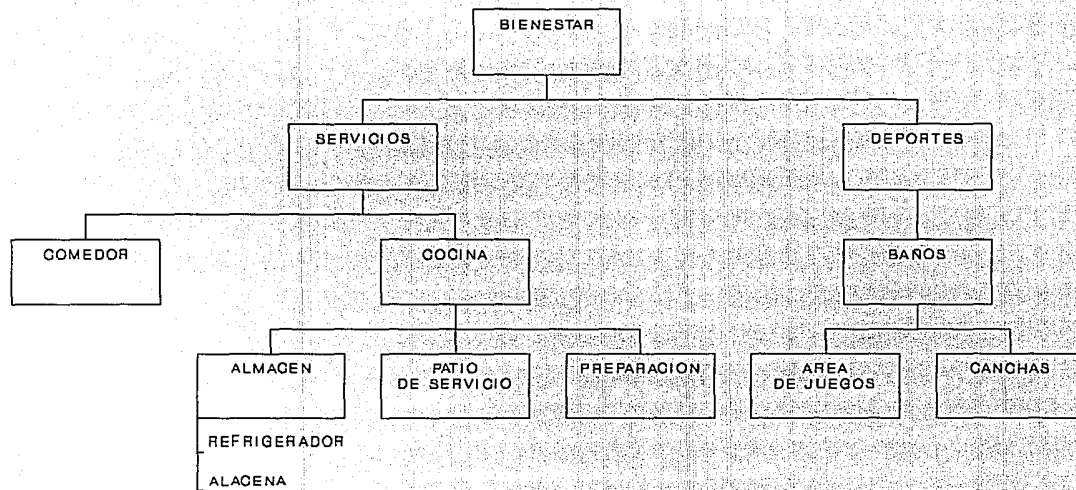 BIENESTAR
SERVICIOS
DEPORTES
COMEDOR
COCINA
BAÑOS
ALMACEN
PATIO
DE SERVICIO
PREPARACION
AREA
DE JUEGOS
CANCHAS
REFRIGERADOR
ALACENA